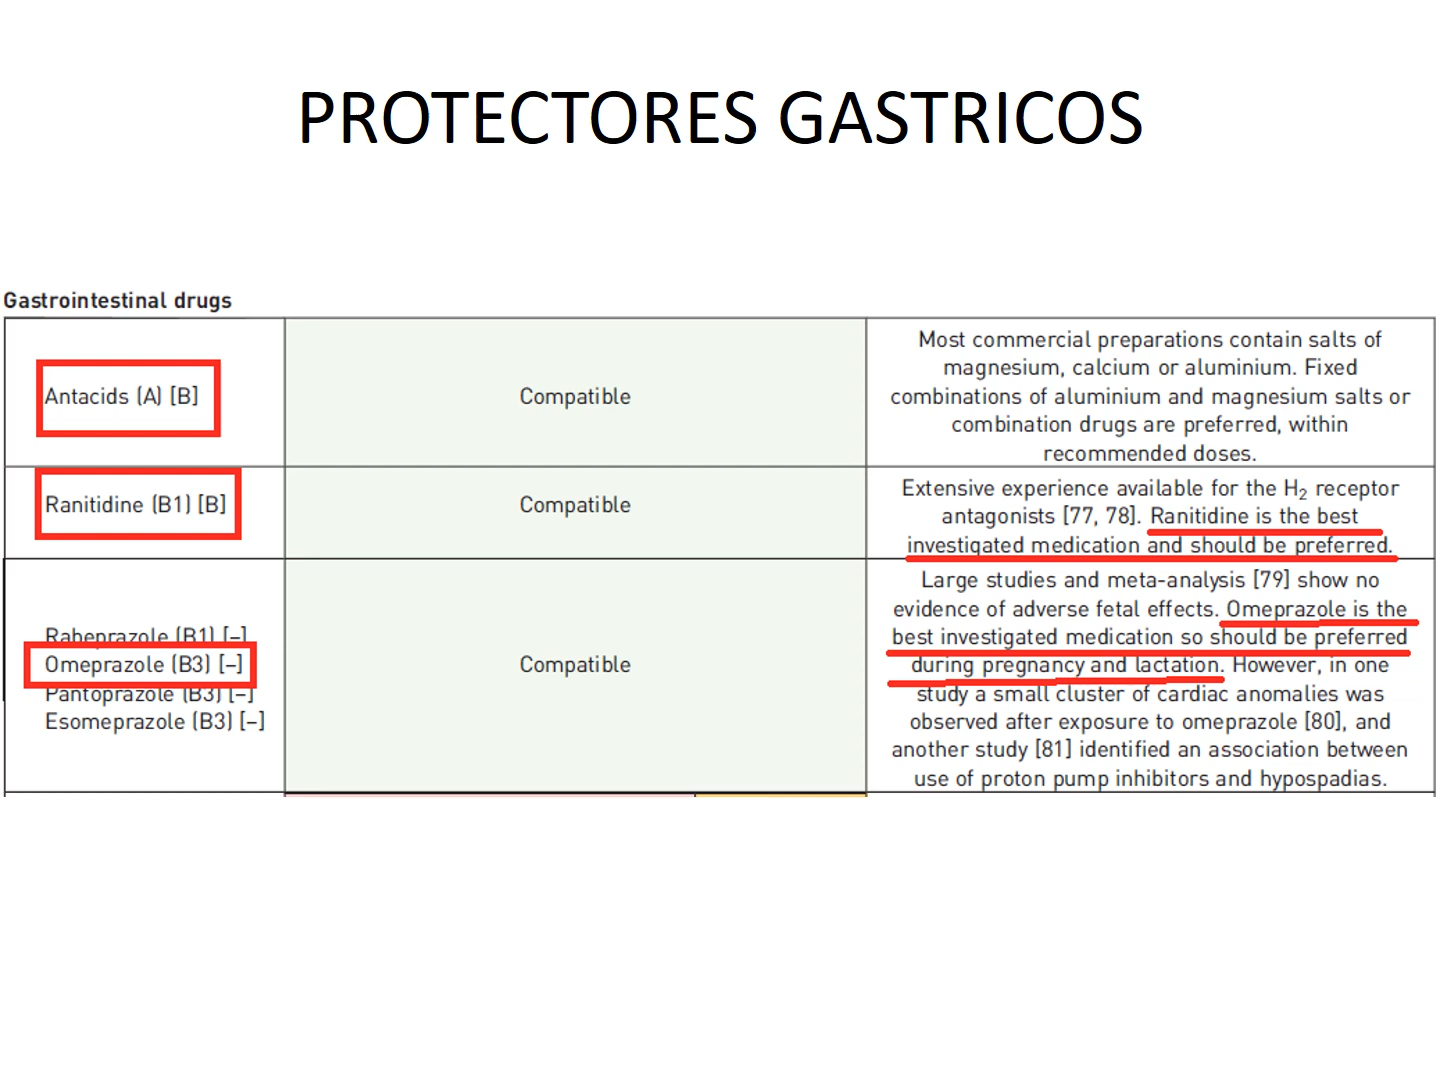 PROTECTORES GASTRICOS
Gastrointestinal drugs
Antacids (A) [B]
Compatible
Most commercial preparations contain salts of
magnesium, calcium or aluminium. Fixed
combinations of aluminium and magnesium salts or
combination drugs are preferred, within
recommended doses.
Ranitidine (B1) [B]
Compatible
Extensive experience available for the H2 receptor
antagonists [77, 78]. Ranitidine is the best
investigated medication and should be preferred.
Rabeprazole (B1) [–]
Omeprazole (B3) [–]
Pantoprazole (B3) [–]
Esomeprazole (B3) [–]
Compatible
Large studies and meta-analysis [79] show no
evidence of adverse fetal effects. Omeprazole is the
best investigated medication so should be preferred
during pregnancy and lactation. However, in one
study a small cluster of cardiac anomalies was
observed after exposure to omeprazole [80], and
another study [81] identified an association between
use of proton pump inhibitors and hypospadias.